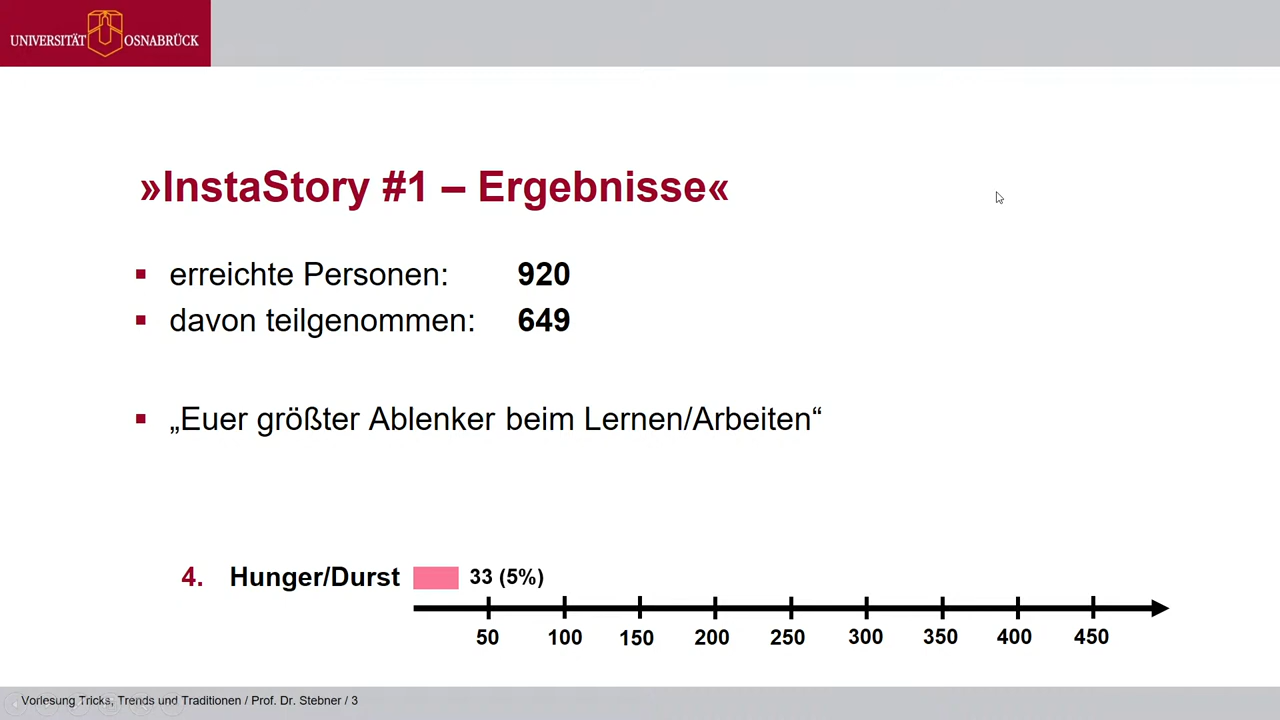 UNIVERSITÄT OSNABRÜCK
»InstaStory #1 – Ergebnisse«
▪ erreichte Personen: 920
▪ davon teilgenommen: 649
▪ „Euer größter Ablenker beim Lernen/Arbeiten“
4. Hunger/Durst 33 (5%)
50 100 150 200 250 300 350 400 450
Vorlesung Tricks, Trends und Traditionen / Prof. Dr. Stebner / 3